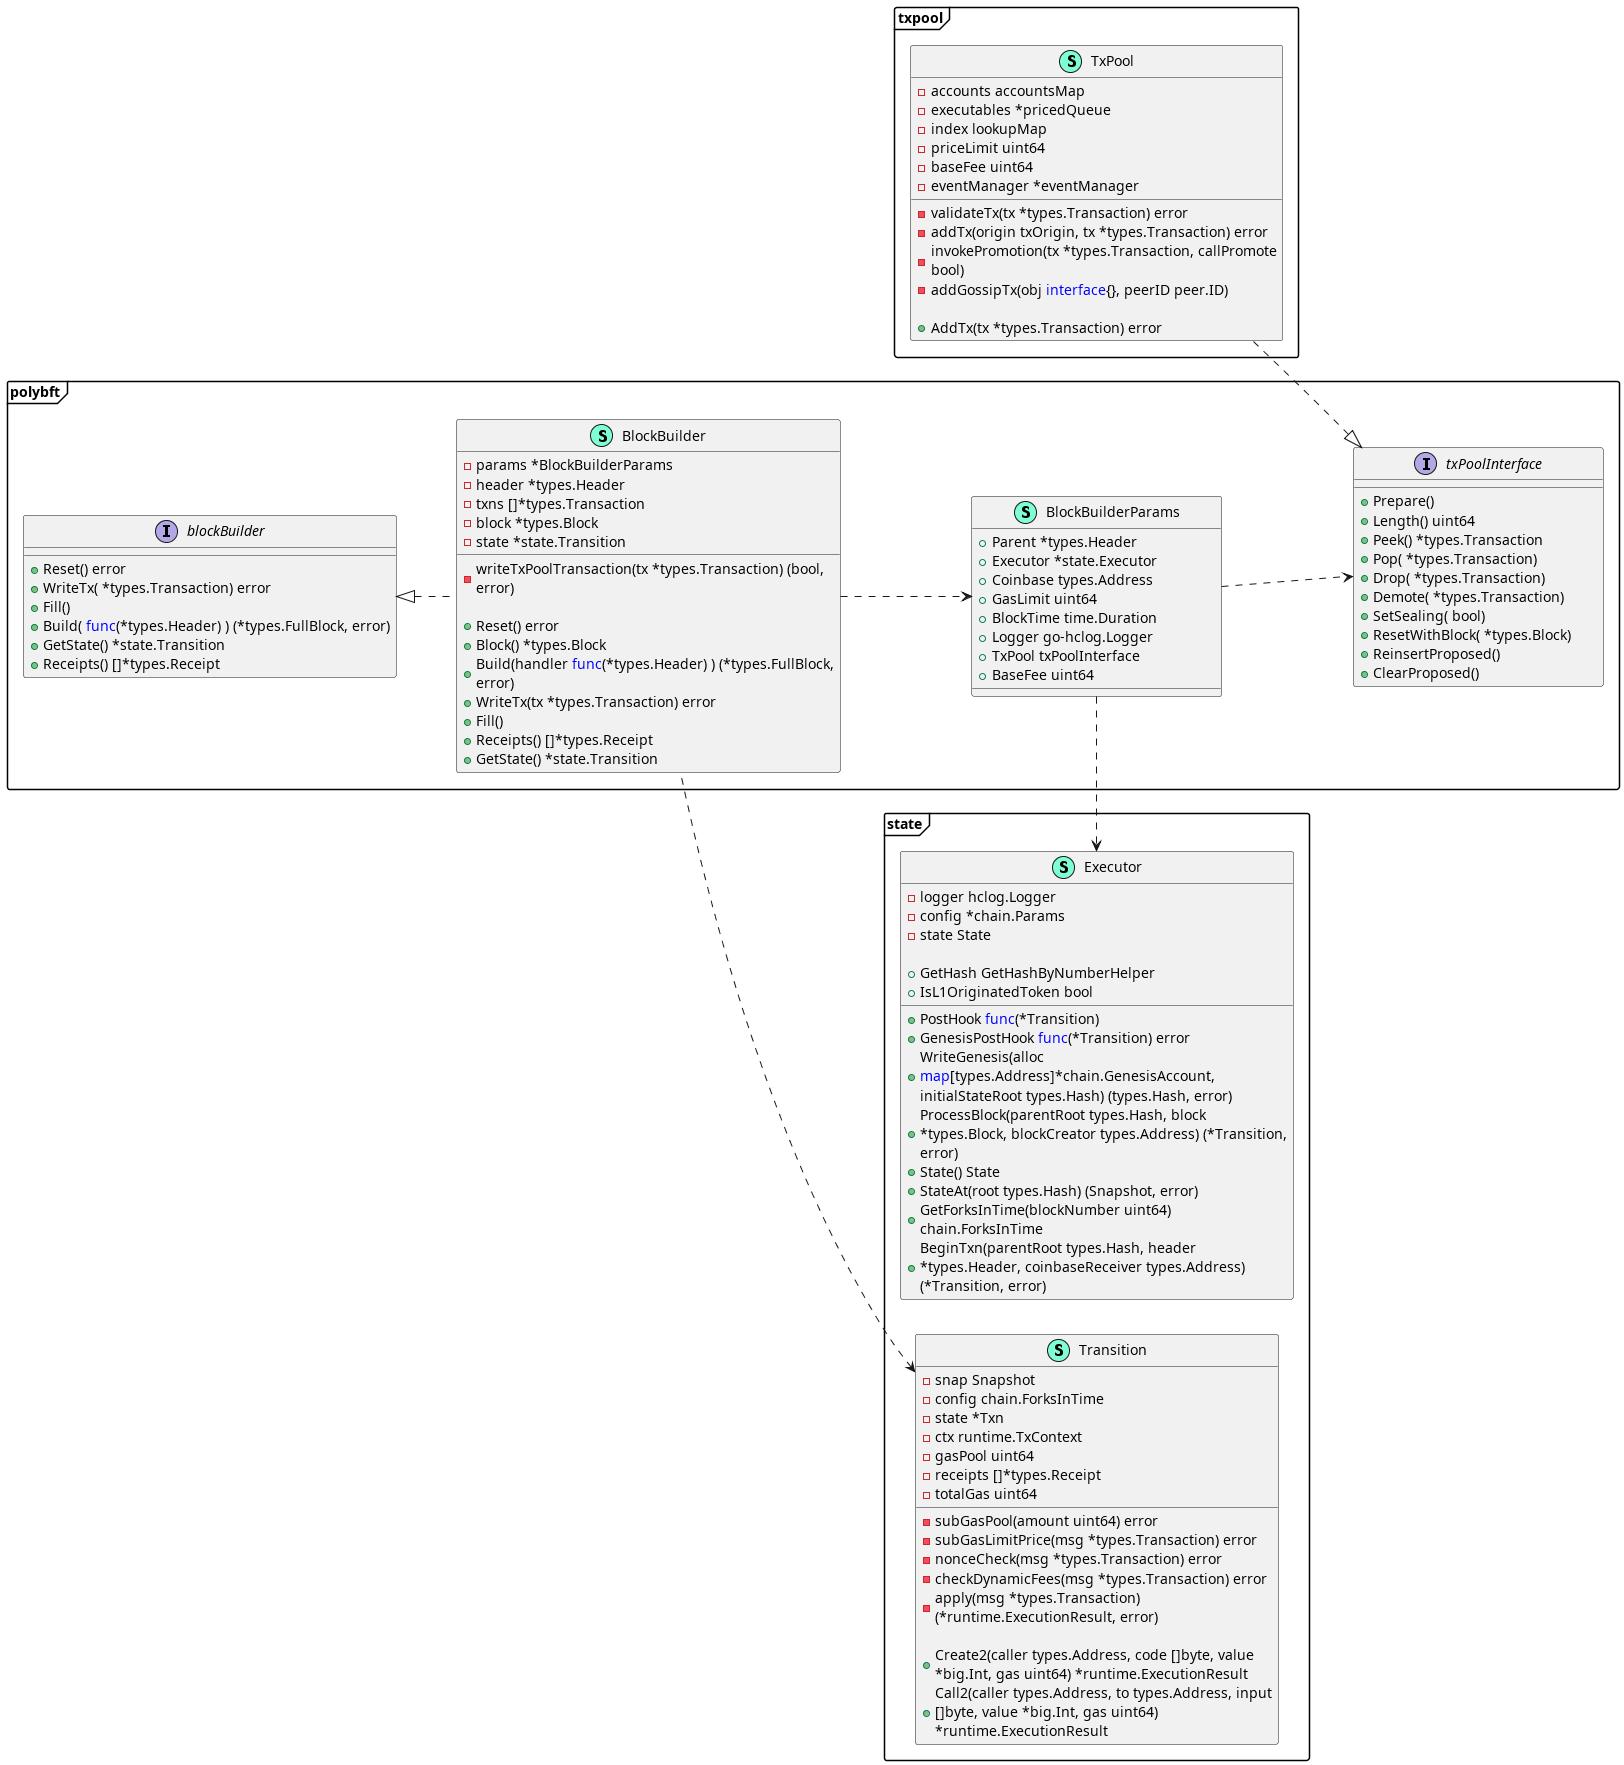 txpool
S TxPool
accounts accountsMap
executables *pricedQueue
index lookupMap
priceLimit uint64
baseFee uint64
eventManager *eventManager
validateTx(tx *types.Transaction) error
addTx(origin txOrigin, tx *types.Transaction) error
invokePromotion(tx *types.Transaction, callPromote
bool)
addGossipTx(obj interface{}, peerID peer.ID)
AddTx(tx *types.Transaction) error
polybft
I blockBuilder
Reset() error
WriteTx( *types.Transaction) error
Fill()
Build( func(*types.Header) ) (*types.FullBlock, error)
GetState() *state.Transition
Receipts() []*types.Receipt
S BlockBuilder
params *BlockBuilderParams
header *types.Header
txns []*types.Transaction
block *types.Block
state *state.Transition
writeTxPoolTransaction(tx *types.Transaction) (bool,
error)
Reset() error
Block() *types.Block
Build(handler func(*types.Header) ) (*types.FullBlock,
error)
WriteTx(tx *types.Transaction) error
Fill()
Receipts() []*types.Receipt
GetState() *state.Transition
S BlockBuilderParams
Parent *types.Header
Executor *state.Executor
Coinbase types.Address
GasLimit uint64
BlockTime time.Duration
Logger go-hclog.Logger
TxPool txPoolInterface
BaseFee uint64
I txPoolInterface
Prepare()
Length() uint64
Peek() *types.Transaction
Pop( *types.Transaction)
Drop( *types.Transaction)
Demote( *types.Transaction)
SetSealing( bool)
ResetWithBlock( *types.Block)
ReinsertProposed()
ClearProposed()
state
S Executor
logger hclog.Logger
config *chain.Params
state State
GetHash GetHashByNumberHelper
IsL1OriginatedToken bool
PostHook func(*Transition)
GenesisPostHook func(*Transition) error
WriteGenesis(alloc
map[types.Address]*chain.GenesisAccount,
initialStateRoot types.Hash) (types.Hash, error)
ProcessBlock(parentRoot types.Hash, block
*types.Block, blockCreator types.Address) (*Transition,
error)
State() State
StateAt(root types.Hash) (Snapshot, error)
GetForksInTime(blockNumber uint64)
chain.ForksInTime
BeginTxn(parentRoot types.Hash, header
*types.Header, coinbaseReceiver types.Address)
(*Transition, error)
S Transition
snap Snapshot
config chain.ForksInTime
state *Txn
ctx runtime.TxContext
gasPool uint64
receipts []*types.Receipt
totalGas uint64
subGasPool(amount uint64) error
subGasLimitPrice(msg *types.Transaction) error
nonceCheck(msg *types.Transaction) error
checkDynamicFees(msg *types.Transaction) error
apply(msg *types.Transaction)
(*runtime.ExecutionResult, error)
Create2(caller types.Address, code []byte, value
*big.Int, gas uint64) *runtime.ExecutionResult
Call2(caller types.Address, to types.Address, input
[]byte, value *big.Int, gas uint64)
*runtime.ExecutionResult